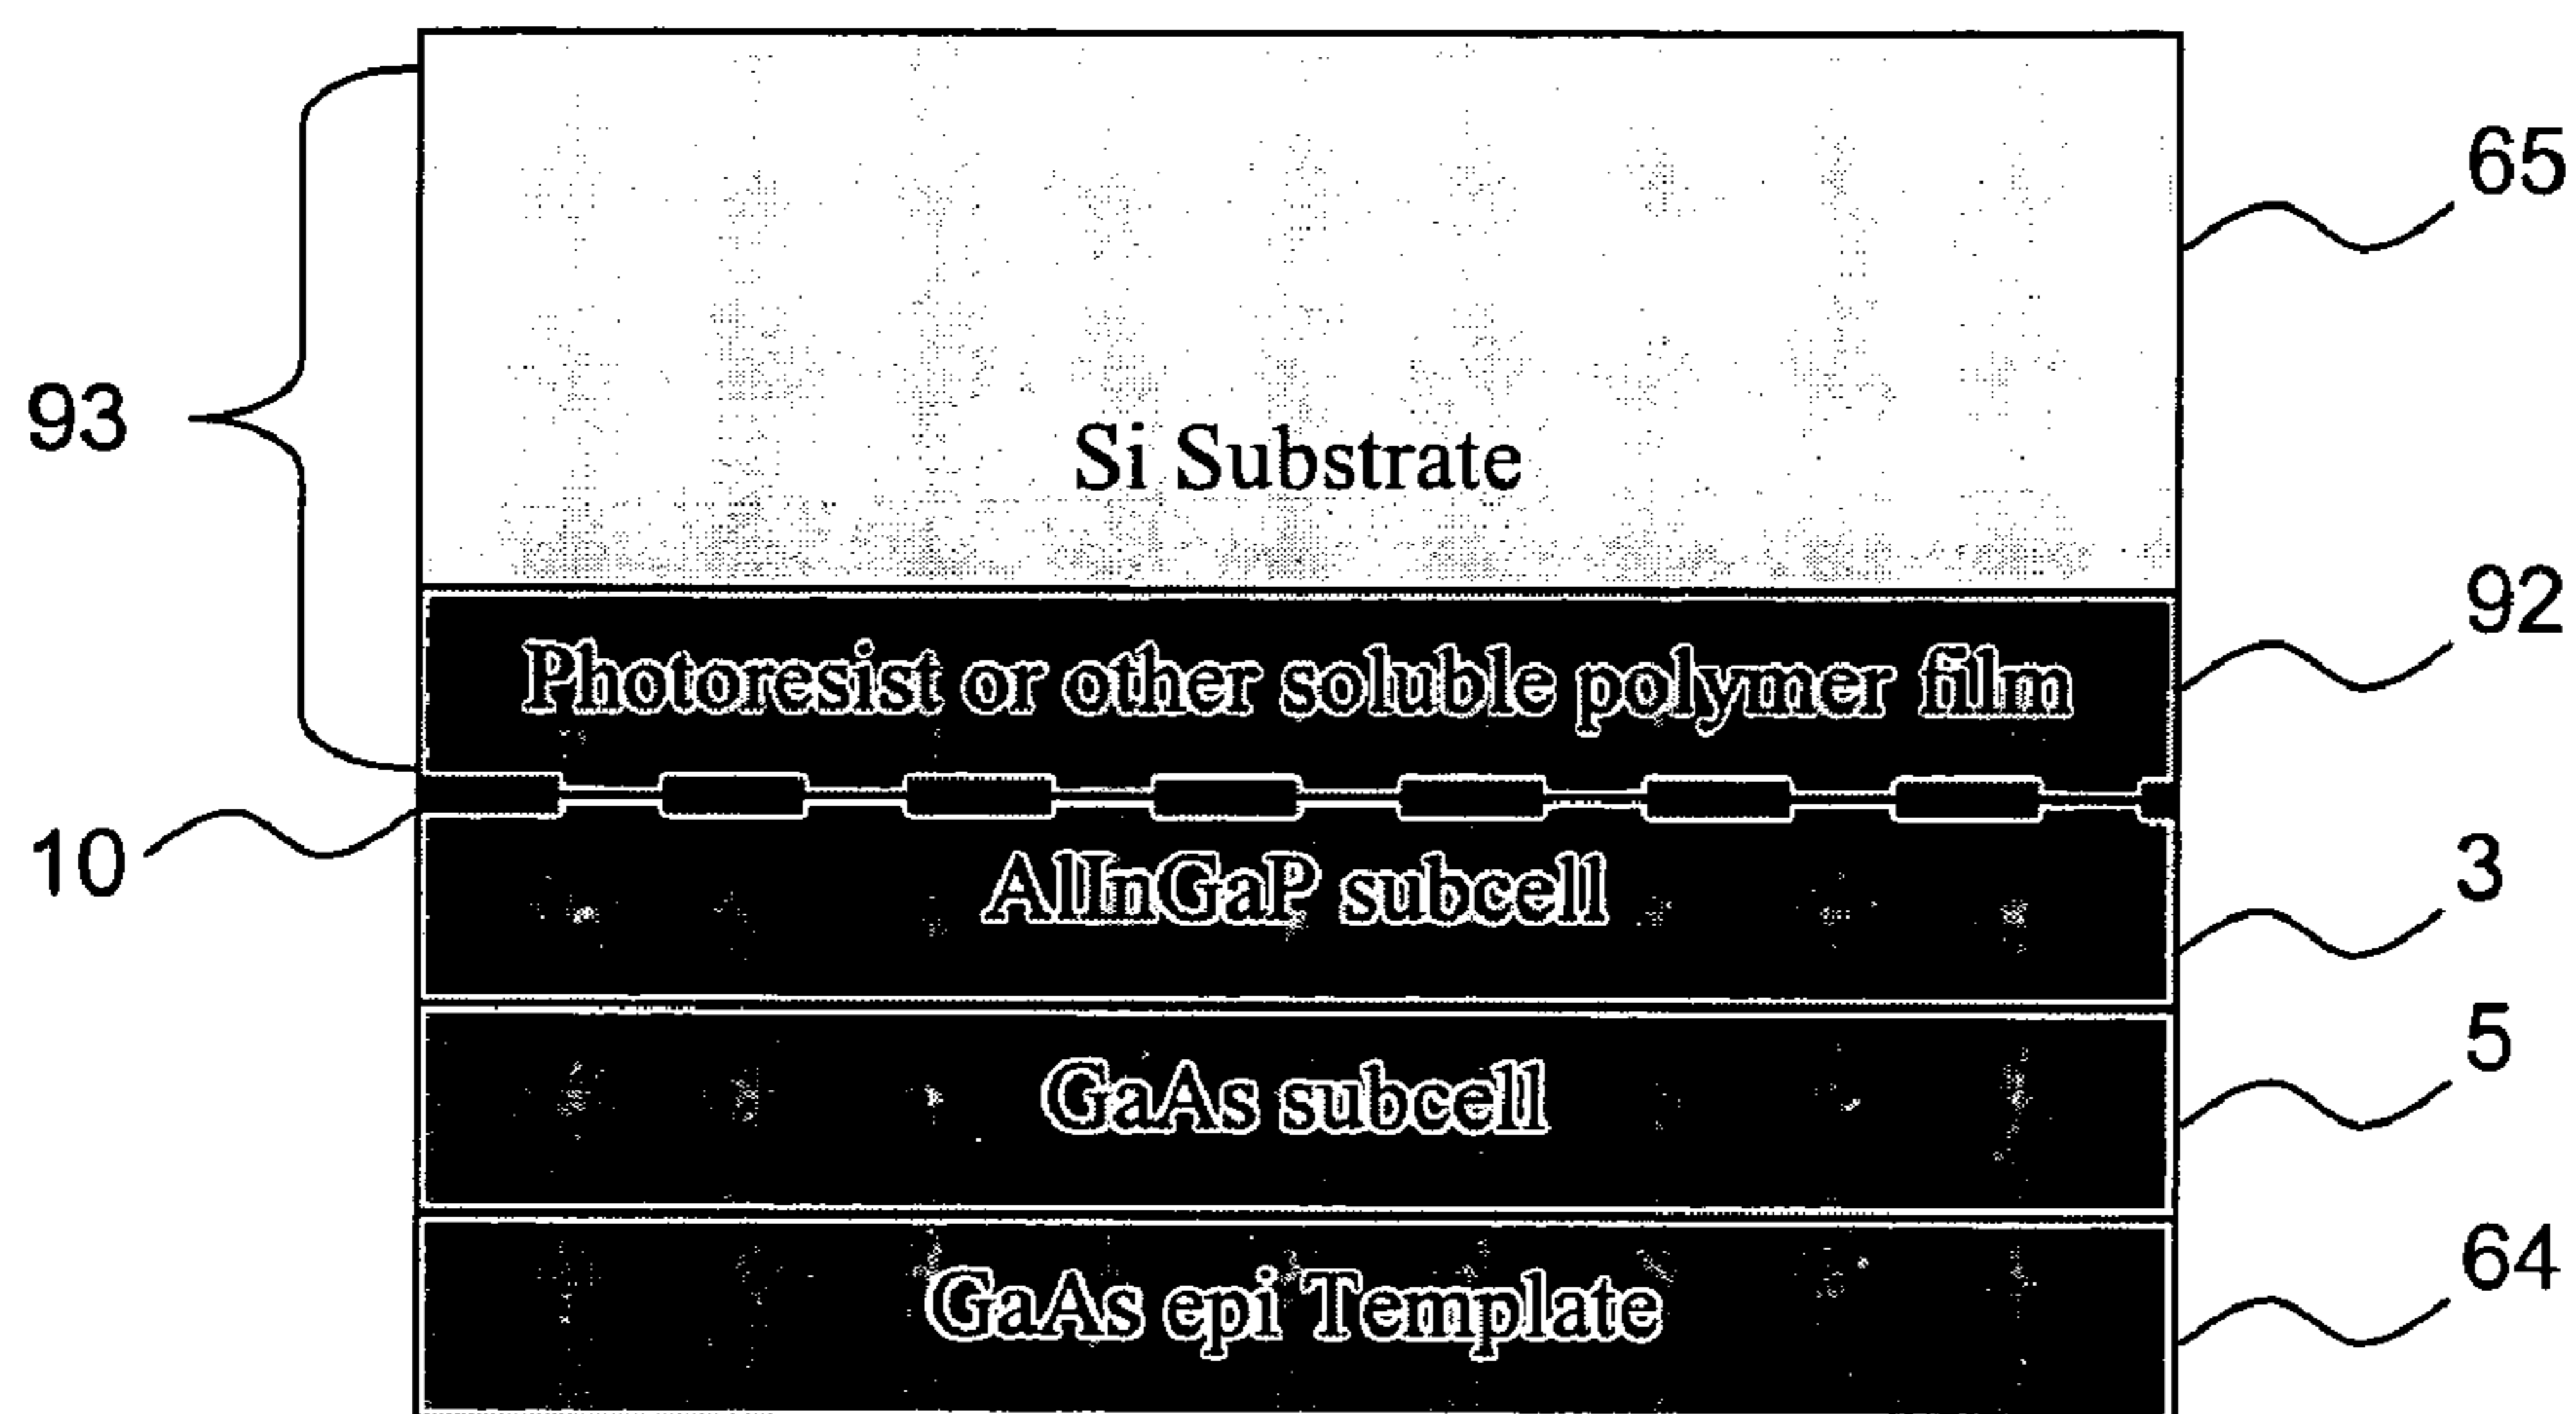 65
93
Si Substrate
92
Photoresist or other soluble polymer film
10
AlInGaP subcell
3
GaAs subcell
5
GaAs epi Template
64